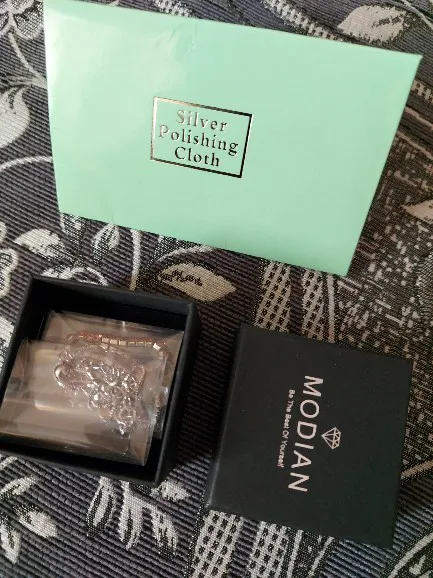 Silver
Polishing
Cloth
MODIAN
Be The Best Of Yourself